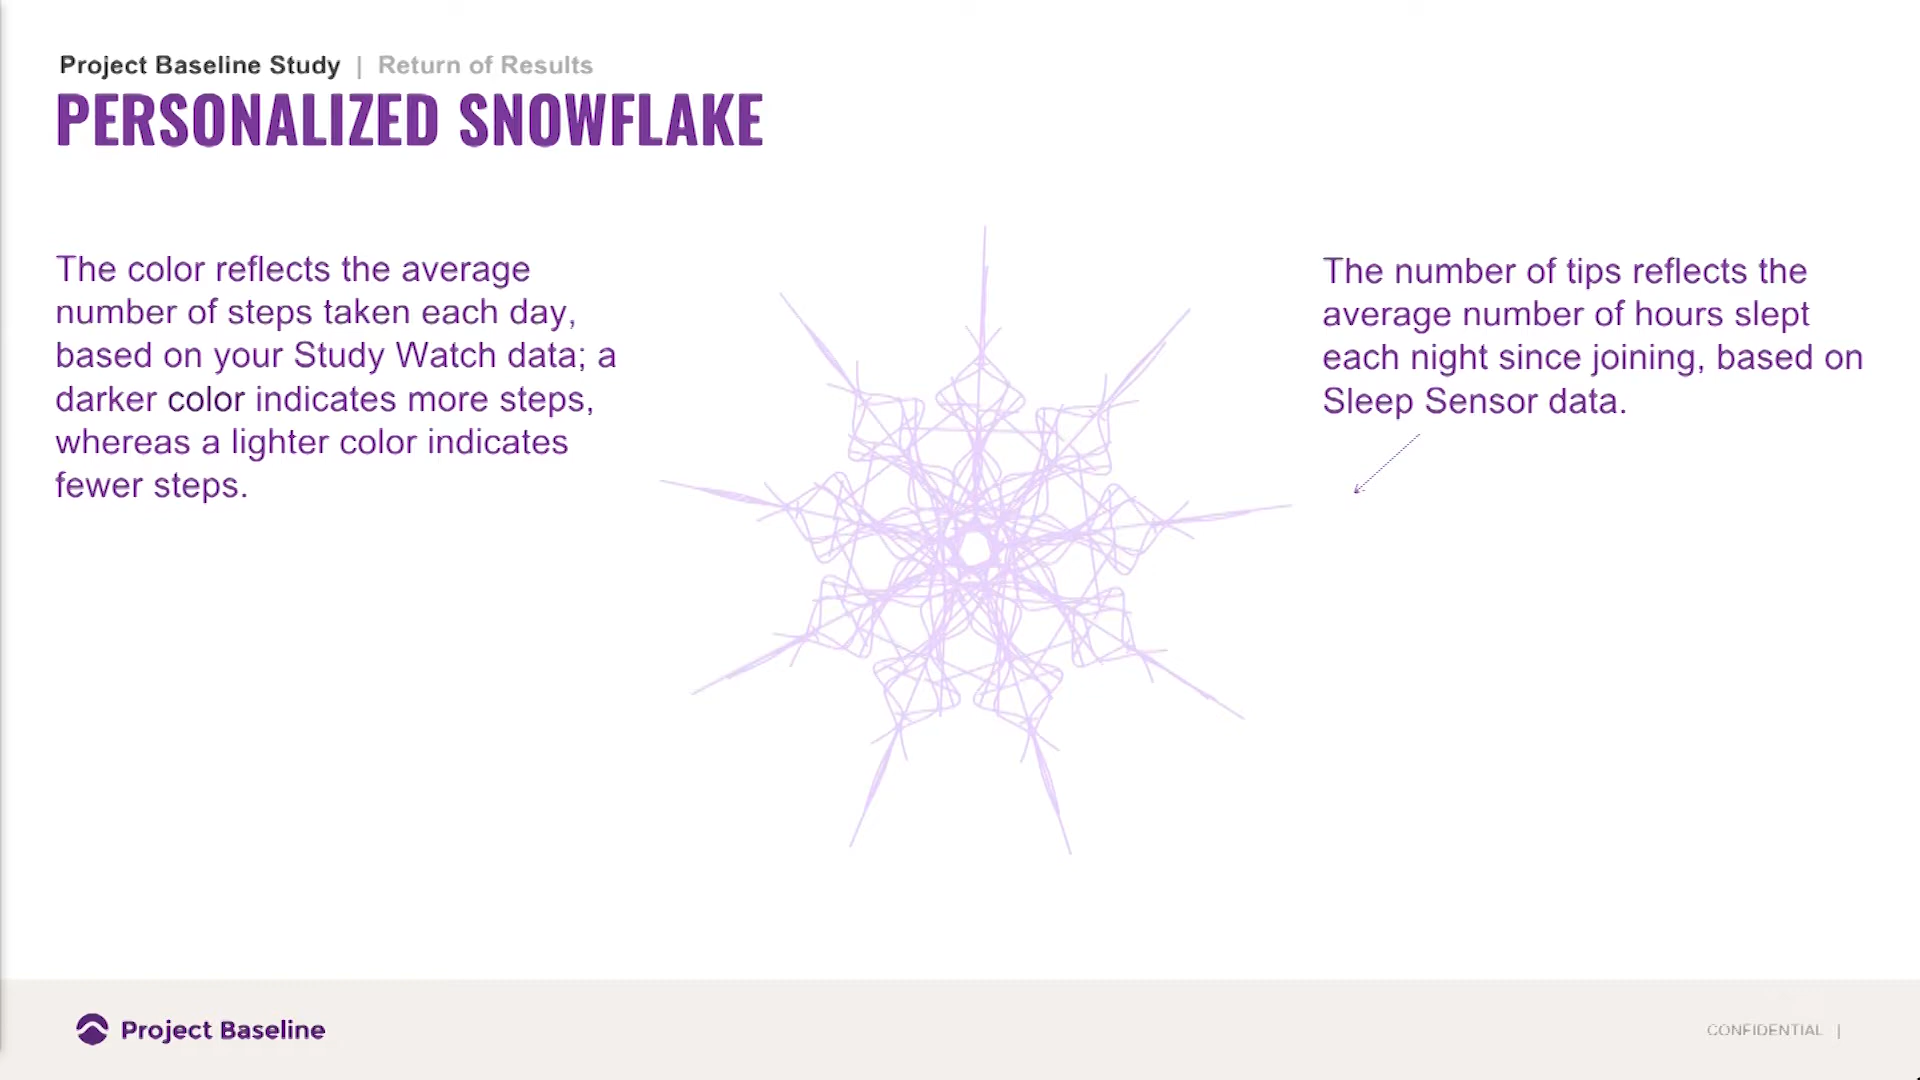 Project Baseline Study | Return of Results
PERSONALIZED SNOWFLAKE
The color reflects the average
number of steps taken each day,
based on your Study Watch data; a
darker color indicates more steps,
whereas a lighter color indicates
fewer steps.
The number of tips reflects the
average number of hours slept
each night since joining, based on
Sleep Sensor data.
Project Baseline
CONFIDENTIAL |